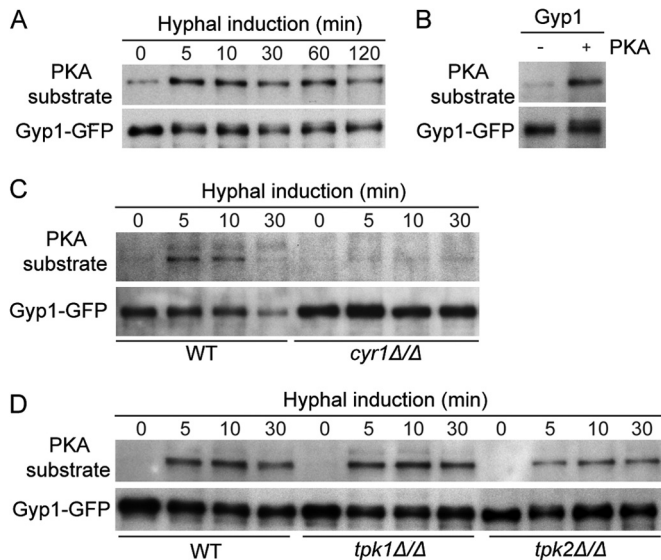 A
Hyphal induction (min)
0 5 10 30 60 120
PKA
substrate
Gyp1-GFP
B
Gyp1
- + PKA
PKA
substrate
Gyp1-GFP
C
Hyphal induction (min)
0 5 10 30 0 5 10 30
PKA
substrate
Gyp1-GFP
WT cyr1Δ/Δ
D
Hyphal induction (min)
0 5 10 30 0 5 10 30 0 5 10 30
PKA
substrate
Gyp1-GFP
WT tpk1Δ/Δ tpk2Δ/Δ